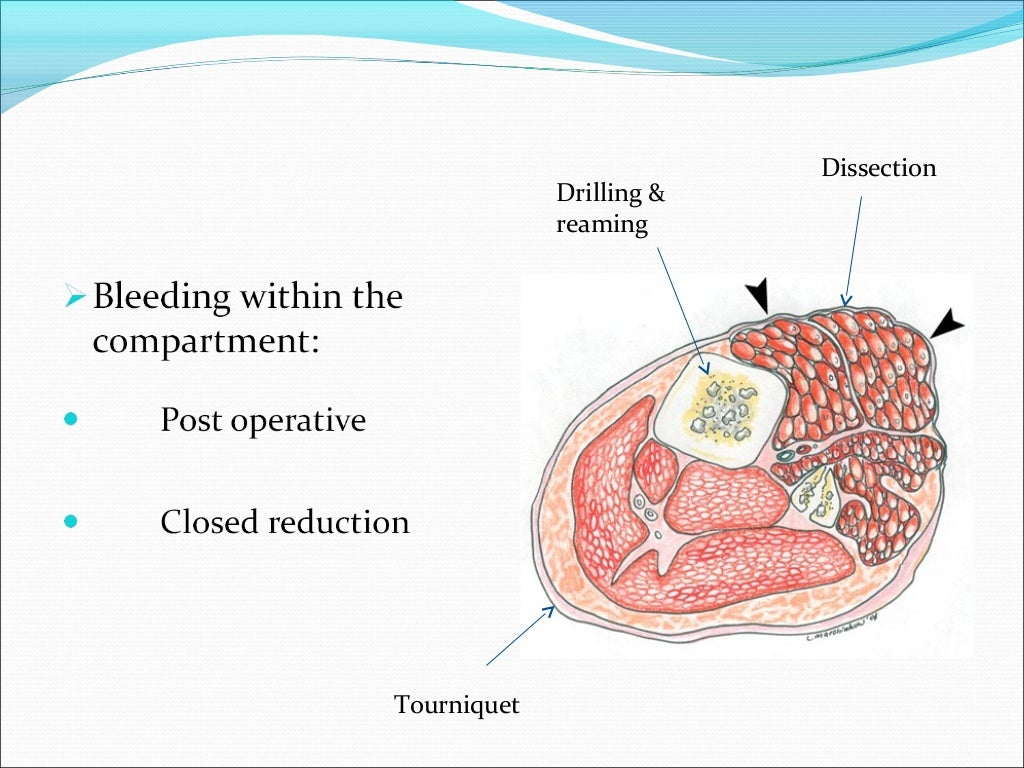 Dissection
Drilling &
reaming
Bleeding within the
compartment:
Post operative
Closed reduction
Tourniquet